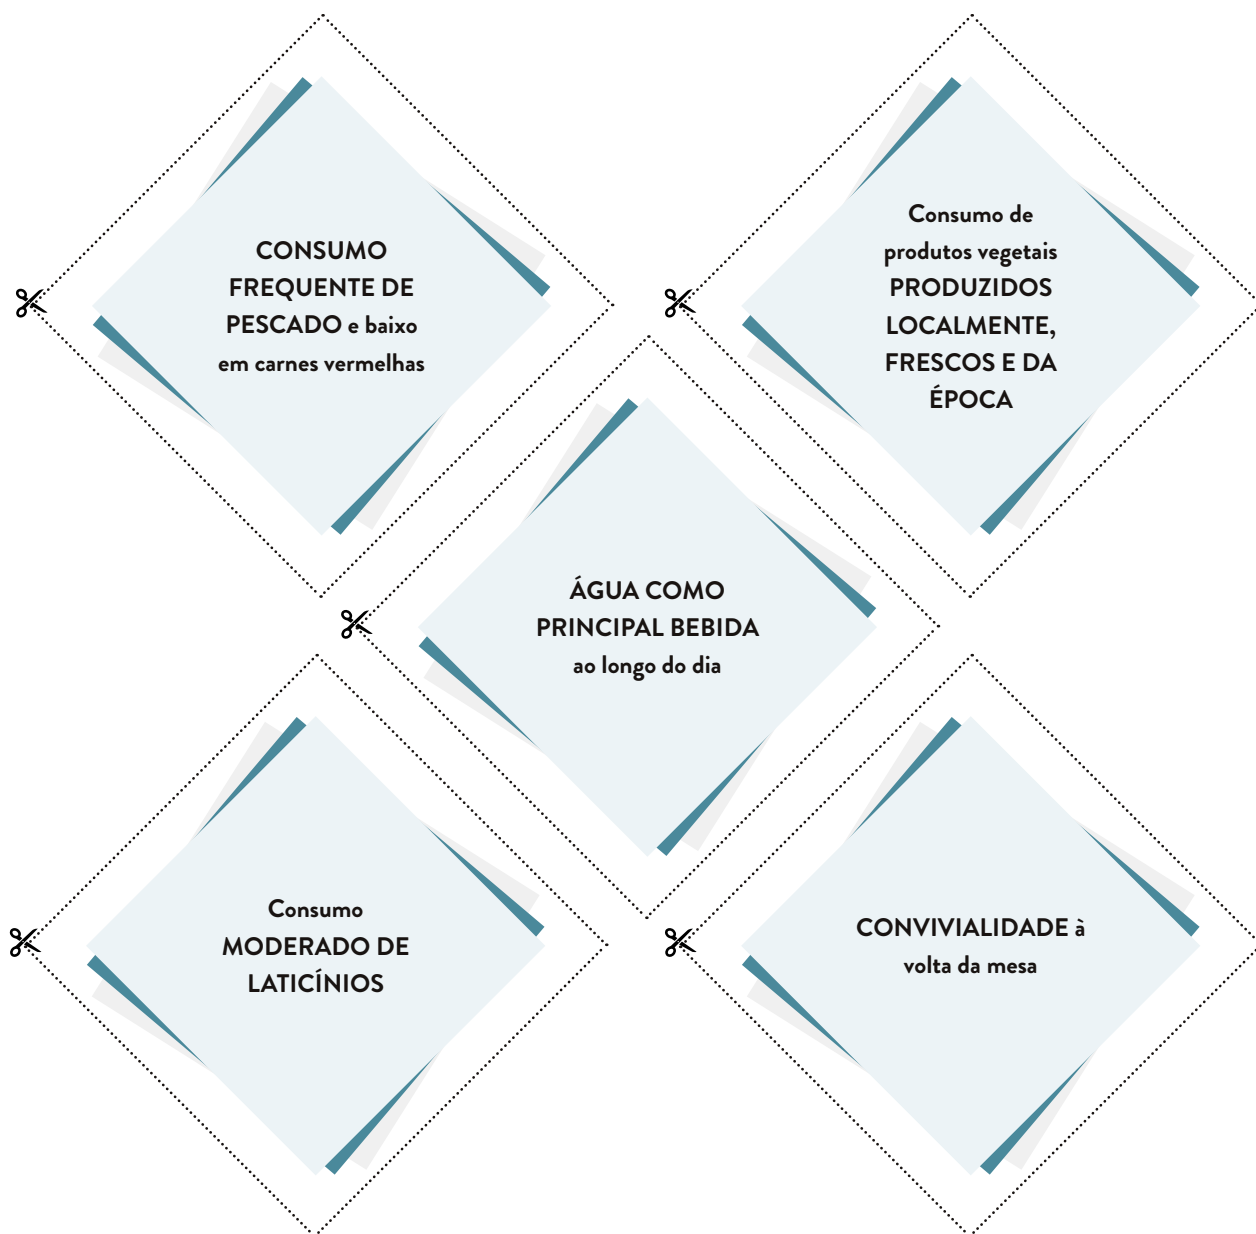 CONSUMO
FREQUENTE DE
PESCADO e baixo
em carnes vermelhas
Consumo de
produtos vegetais
PRODUZIDOS
LOCALMENTE,
FRESCOS E DA
ÉPOCA
ÁGUA COMO
PRINCIPAL BEBIDA
ao longo do dia
Consumo
MODERADO DE
LATICÍNIOS
CONVIVIALIDADE à
volta da mesa